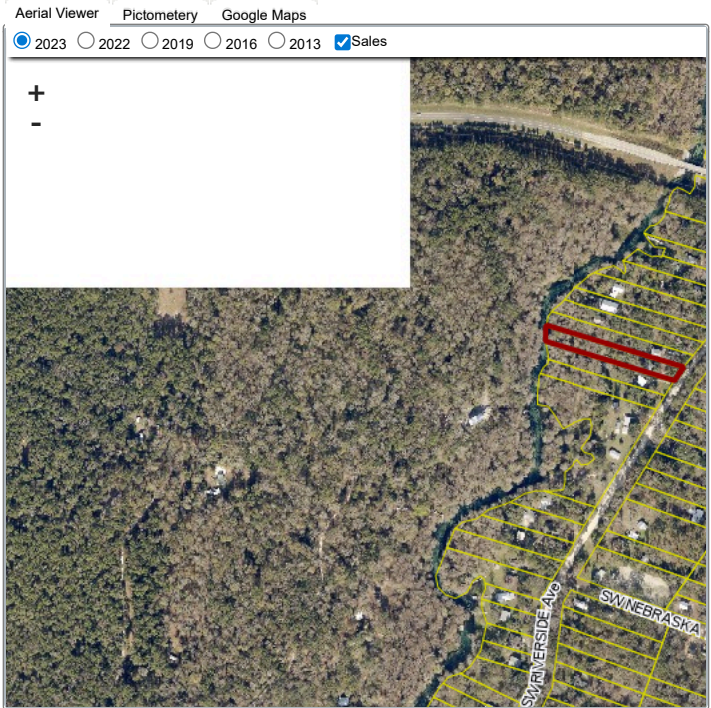 Aerial Viewer Pictometery Google Maps
2023 2022 2019 2016 2013 Sales
+
-
SW NEBRASKA
SW RIVERSIDE Ave